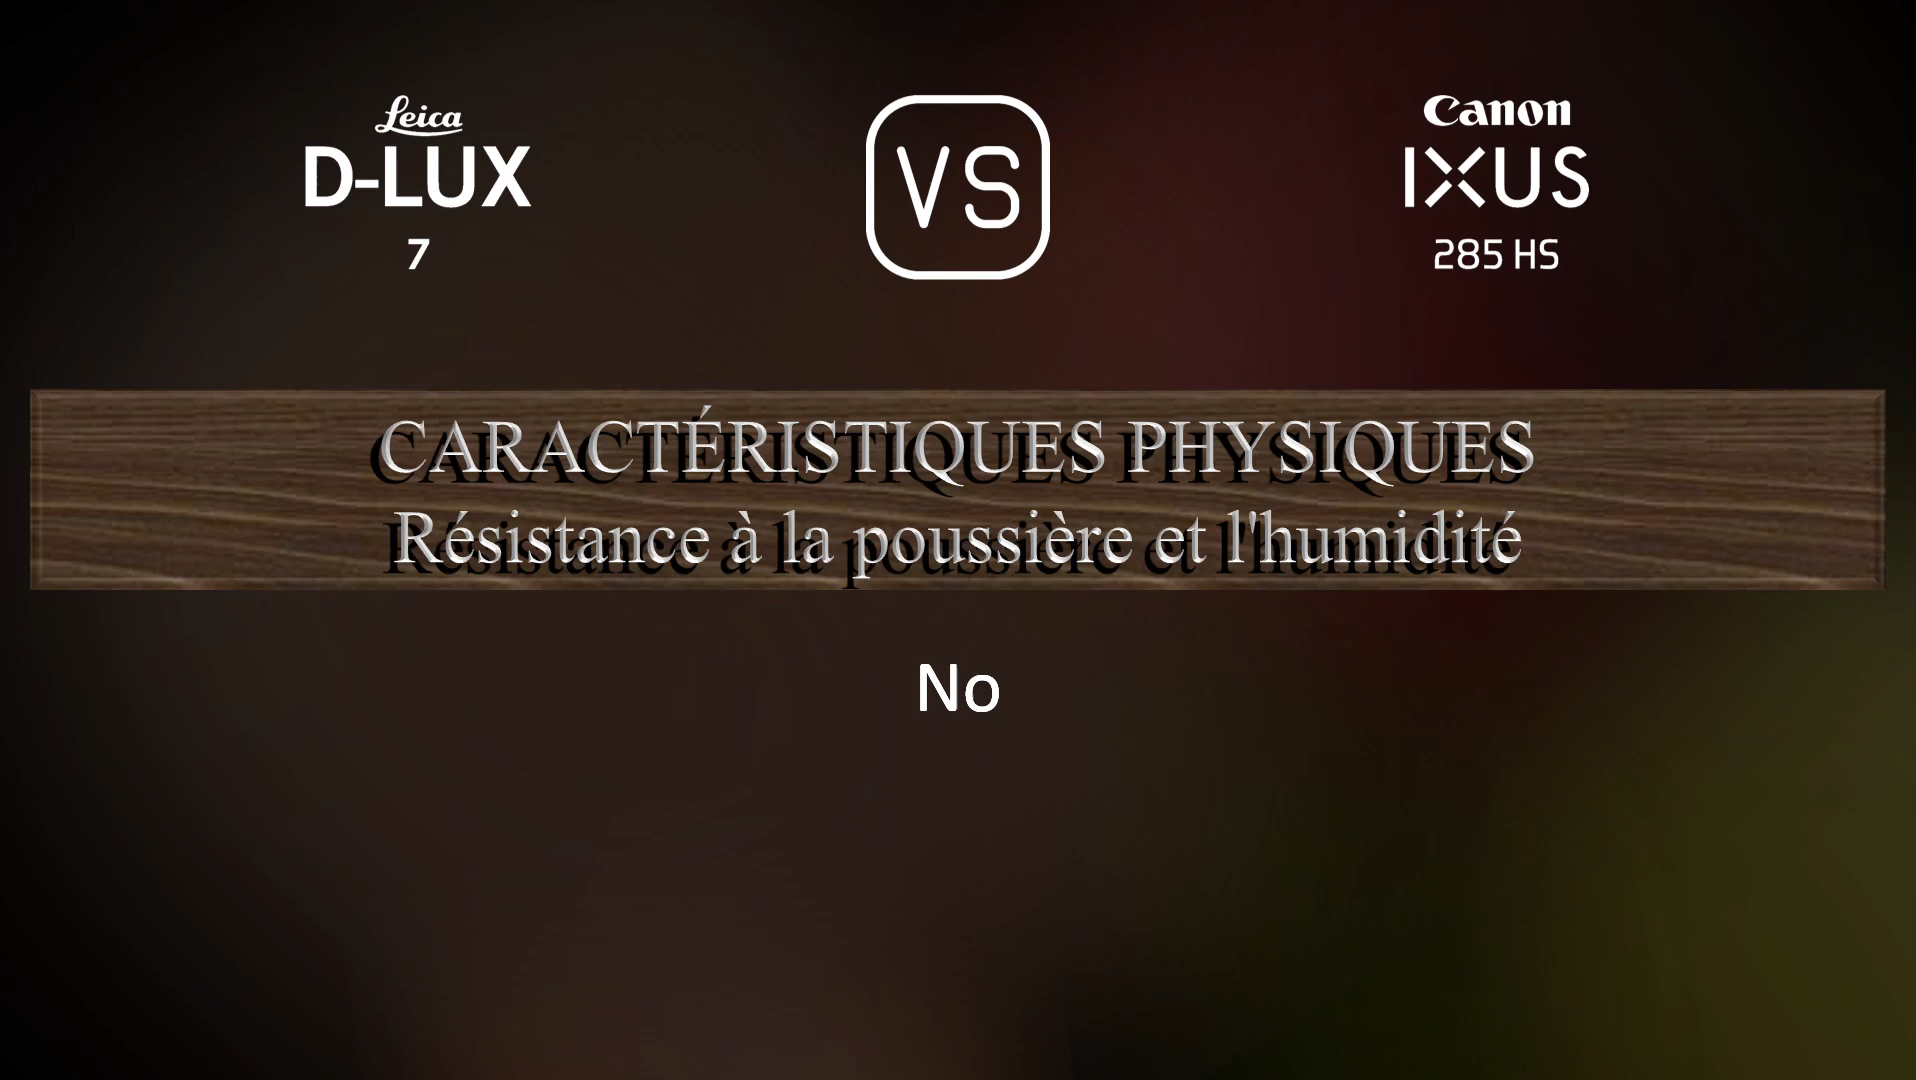 Leica
D-LUX
7
VS
Canon
IXUS
285 HS
CARACTÉRISTIQUES PHYSIQUES
Résistance à la poussière et l'humidité
No